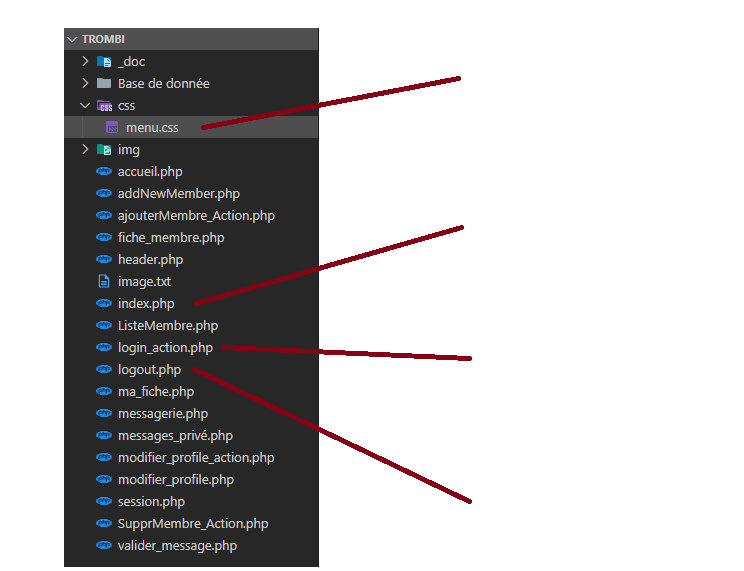 TROMBI
_doc
Base de donnée
css
menu.css
img
accueil.php
addNewMember.php
ajouterMembre_Action.php
fiche_membre.php
header.php
image.txt
index.php
ListeMembre.php
login_action.php
logout.php
ma_fiche.php
messagerie.php
messages_privé.php
modifier_profile_action.php
modifier_profile.php
session.php
SupprMembre_Action.php
valider_message.php